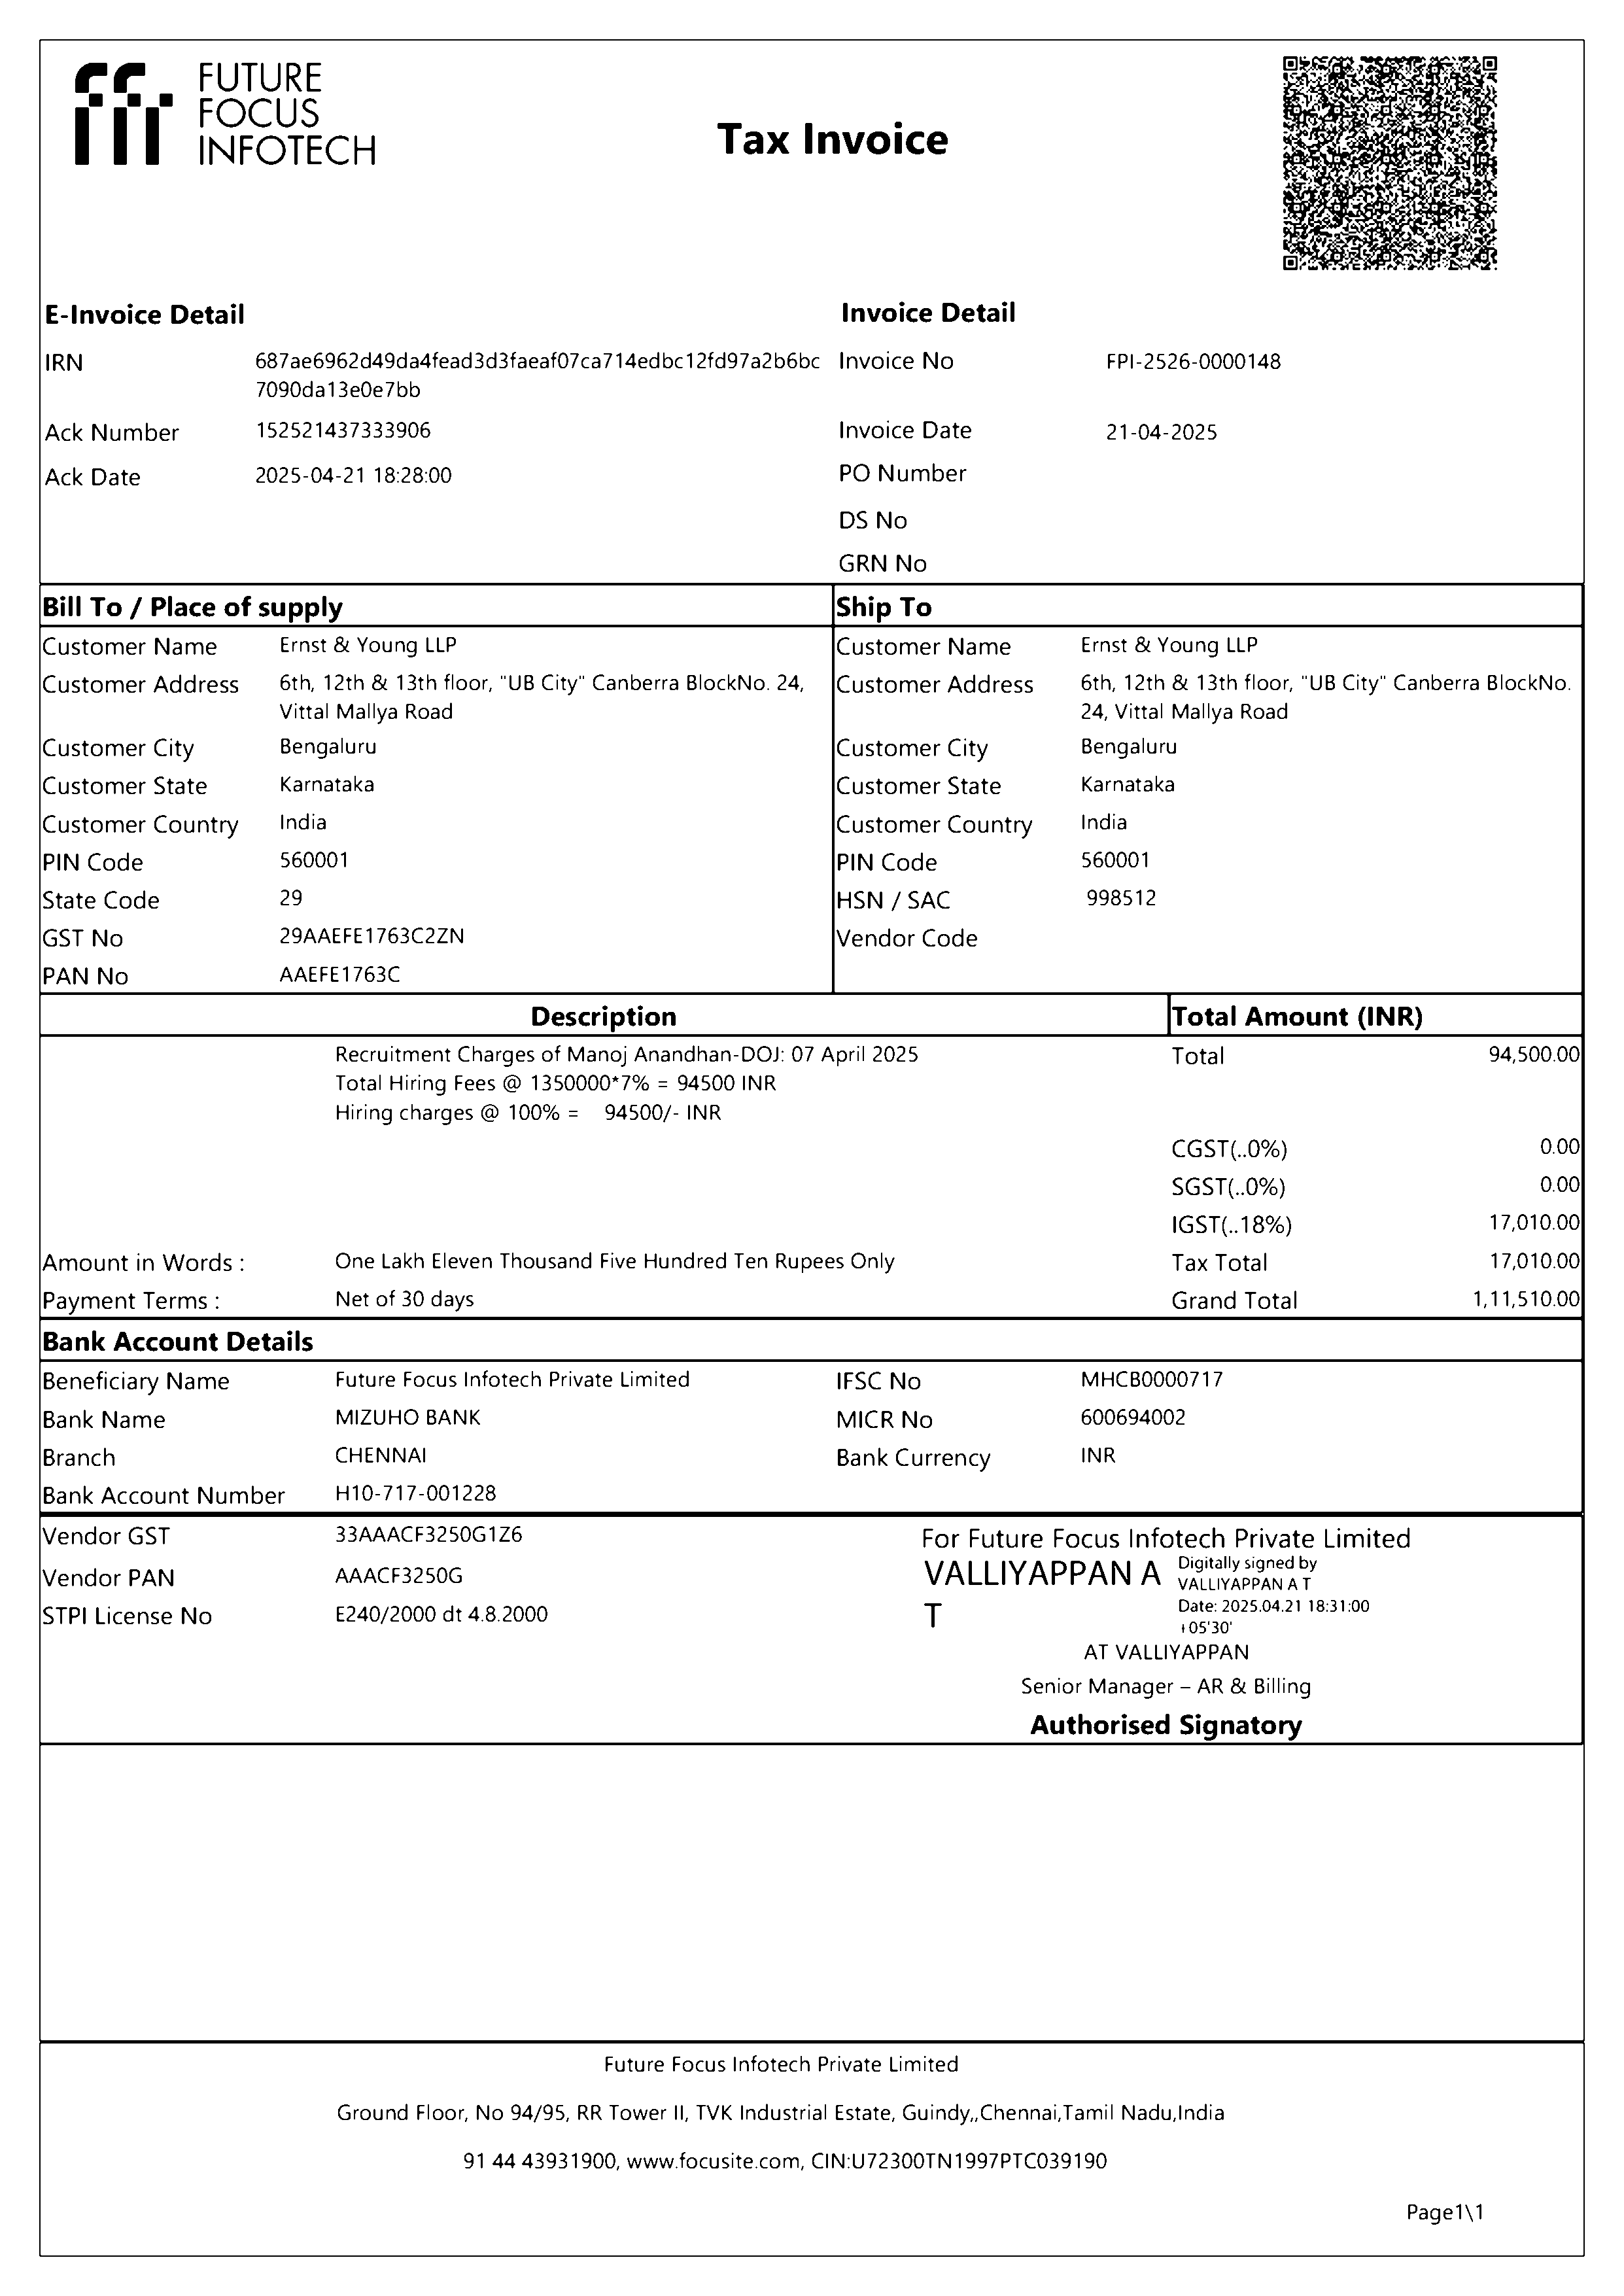 FUTURE
FOCUS
INFOTECH
Tax Invoice
E-Invoice Detail
IRN 687ae6962d49da4fead3d3faeaf07ca714edbc12fd97a2b6bc
7090da13e0e7bb
Ack Number 152521437333906
Ack Date 2025-04-21 18:28:00
Invoice Detail
Invoice No FPI-2526-0000148
Invoice Date 21-04-2025
PO Number
DS No
GRN No
Bill To / Place of supply
Customer Name Ernst & Young LLP
Customer Address 6th, 12th & 13th floor, "UB City" Canberra BlockNo. 24,
Vittal Mallya Road
Customer City Bengaluru
Customer State Karnataka
Customer Country India
PIN Code 560001
State Code 29
GST No 29AAEFE1763C2ZN
PAN No AAEFE1763C
Ship To
Customer Name Ernst & Young LLP
Customer Address 6th, 12th & 13th floor, "UB City" Canberra BlockNo.
24, Vittal Mallya Road
Customer City Bengaluru
Customer State Karnataka
Customer Country India
PIN Code 560001
HSN / SAC 998512
Vendor Code
Description Total Amount (INR)
Recruitment Charges of Manoj Anandhan-DOJ: 07 April 2025 Total 94,500.00
Total Hiring Fees @ 1350000*7% = 94500 INR
Hiring charges @ 100% = 94500/- INR
CGST(..0%) 0.00
SGST(..0%) 0.00
IGST(..18%) 17,010.00
Amount in Words : One Lakh Eleven Thousand Five Hundred Ten Rupees Only Tax Total 17,010.00
Payment Terms : Net of 30 days Grand Total 1,11,510.00
Bank Account Details
Beneficiary Name Future Focus Infotech Private Limited IFSC No MHCB0000717
Bank Name MIZUHO BANK MICR No 600694002
Branch CHENNAI Bank Currency INR
Bank Account Number H10-717-001228
Vendor GST 33AAACF3250G1Z6
Vendor PAN AAACF3250G
STPI License No E240/2000 dt 4.8.2000
For Future Focus Infotech Private Limited
VALLIYAPPAN A
T
Digitally signed by
VALLIYAPPAN A T
Date: 2025.04.21 18:31:00
+05'30'
AT VALLIYAPPAN
Senior Manager – AR & Billing
Authorised Signatory
Future Focus Infotech Private Limited
Ground Floor, No 94/95, RR Tower II, TVK Industrial Estate, Guindy,,Chennai,Tamil Nadu,India
91 44 43931900, www.focusite.com, CIN:U72300TN1997PTC039190
Page1\1